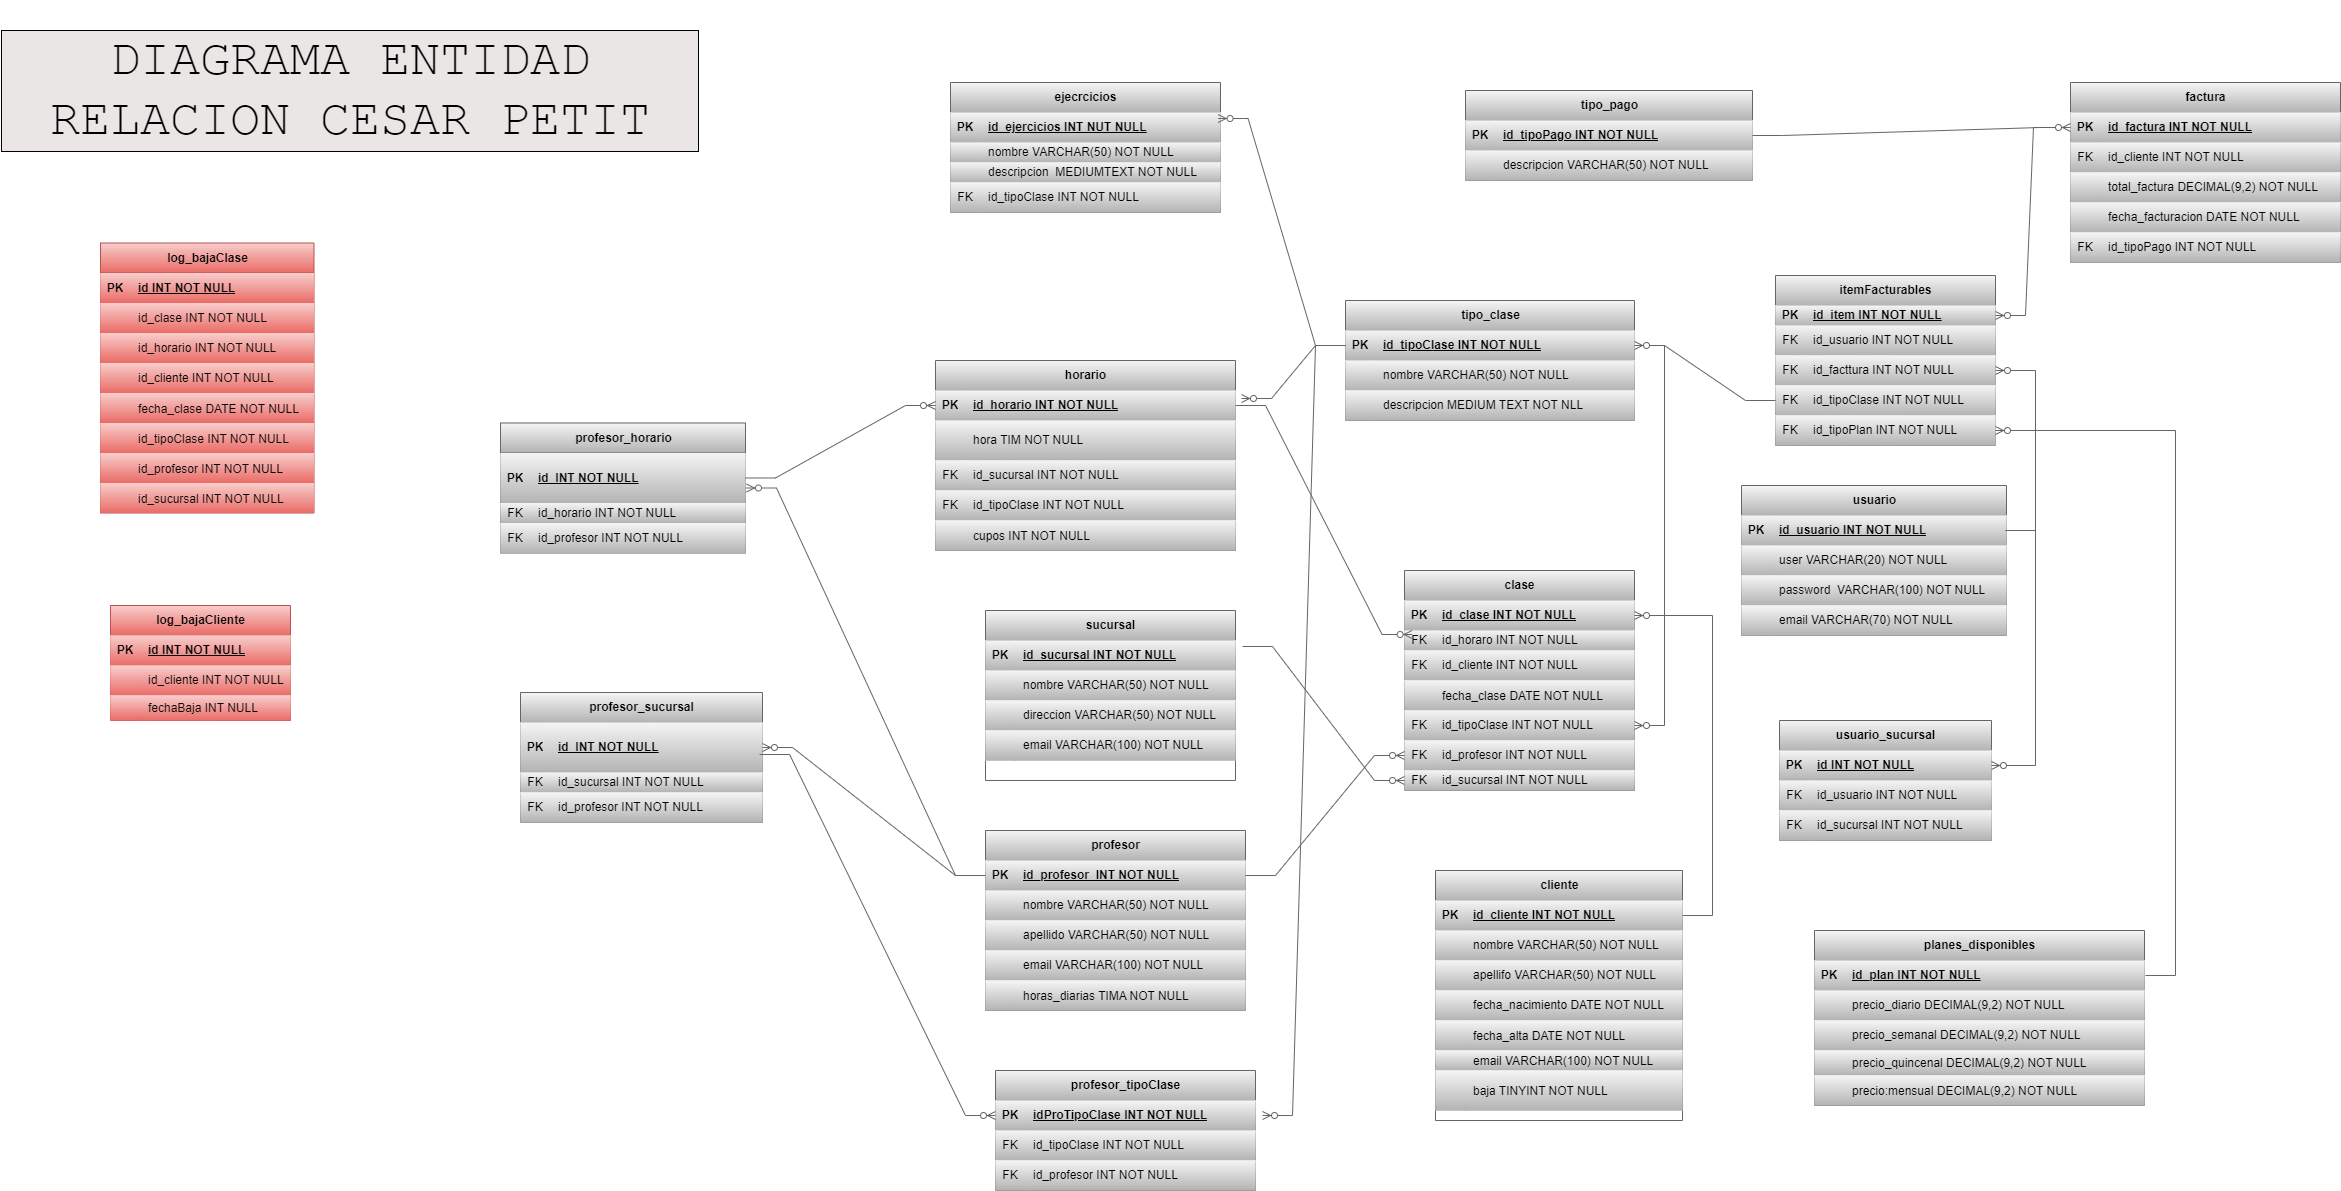 DIAGRAMA ENTIDAD
RELACION CESAR PETIT
ejecrcicios
PK id_ejercicios INT NUT NULL
nombre VARCHAR(50) NOT NULL
descripcion MEDIUMTEXT NOT NULL
FK id_tipoClase INT NOT NULL
tipo_pago
PK id_tipoPago INT NOT NULL
descripcion VARCHAR(50) NOT NULL
factura
PK id_factura INT NOT NULL
FK id_cliente INT NOT NULL
total_factura DECIMAL(9,2) NOT NULL
fecha_facturacion DATE NOT NULL
FK id_tipoPago INT NOT NULL
log_bajaClase
PK id INT NOT NULL
id_clase INT NOT NULL
id_horario INT NOT NULL
id_cliente INT NOT NULL
fecha_clase DATE NOT NULL
id_tipoClase INT NOT NULL
id_profesor INT NOT NULL
id_sucursal INT NOT NULL
itemFacturables
PK id_item INT NOT NULL
FK id_usuario INT NOT NULL
FK id_facttura INT NOT NULL
FK id_tipoClase INT NOT NULL
FK id_tipoPlan INT NOT NULL
tipo_clase
PK id_tipoClase INT NOT NULL
nombre VARCHAR(50) NOT NULL
descripcion MEDIUM TEXT NOT NLL
horario
PK id_horario INT NOT NULL
hora TIM NOT NULL
FK id_sucursal INT NOT NULL
FK id_tipoClase INT NOT NULL
cupos INT NOT NULL
profesor_horario
PK id_INT NOT NULL
FK id_horario INT NOT NULL
FK id_profesor INT NOT NULL
usuario
PK id_usuario INT NOT NULL
user VARCHAR(20) NOT NULL
password VARCHAR(100) NOT NULL
email VARCHAR(70) NOT NULL
clase
PK id_clase INT NOT NULL
FK id_horaro INT NOT NULL
FK id_cliente INT NOT NULL
fecha_clase DATE NOT NULL
FK id_tipoClase INT NOT NULL
FK id_profesor INT NOT NULL
FK id_sucursal INT NOT NULL
log_bajaCliente
PK id INT NOT NULL
id_cliente INT NOT NULL
fechaBaja INT NULL
sucursal
PK id_sucursal INT NOT NULL
nombre VARCHAR(50) NOT NULL
direccion VARCHAR(50) NOT NULL
email VARCHAR(100) NOT NULL
profesor_sucursal
PK id_INT NOT NULL
FK id_sucursal INT NOT NULL
FK id_profesor INT NOT NULL
usuario_sucursal
PK id INT NOT NULL
FK id_usuario INT NOT NULL
FK id_sucursal INT NOT NULL
profesor
PK id_profesor_INT NOT NULL
nombre VARCHAR(50) NOT NULL
apellido VARCHAR(50) NOT NULL
email VARCHAR(100) NOT NULL
horas_diarias TIMA NOT NULL
cliente
PK id_cliente INT NOT NULL
nombre VARCHAR(50) NOT NULL
apellifo VARCHAR(50) NOT NULL
fecha_nacimiento DATE NOT NULL
fecha_alta DATE NOT NULL
email VARCHAR(100) NOT NULL
baja TINYINT NOT NULL
planes_disponibles
PK id_plan INT NOT NULL
precio_diario DECIMAL(9,2) NOT NULL
precio_semanal DECIMAL(9,2) NOT NULL
precio_quincenal DECIMAL(9,2) NOT NULL
precio:mensual DECIMAL(9,2) NOT NULL
profesor_tipoClase
PK idProTipoClase INT NOT NULL
FK id_tipoClase INT NOT NULL
FK id_profesor INT NOT NULL